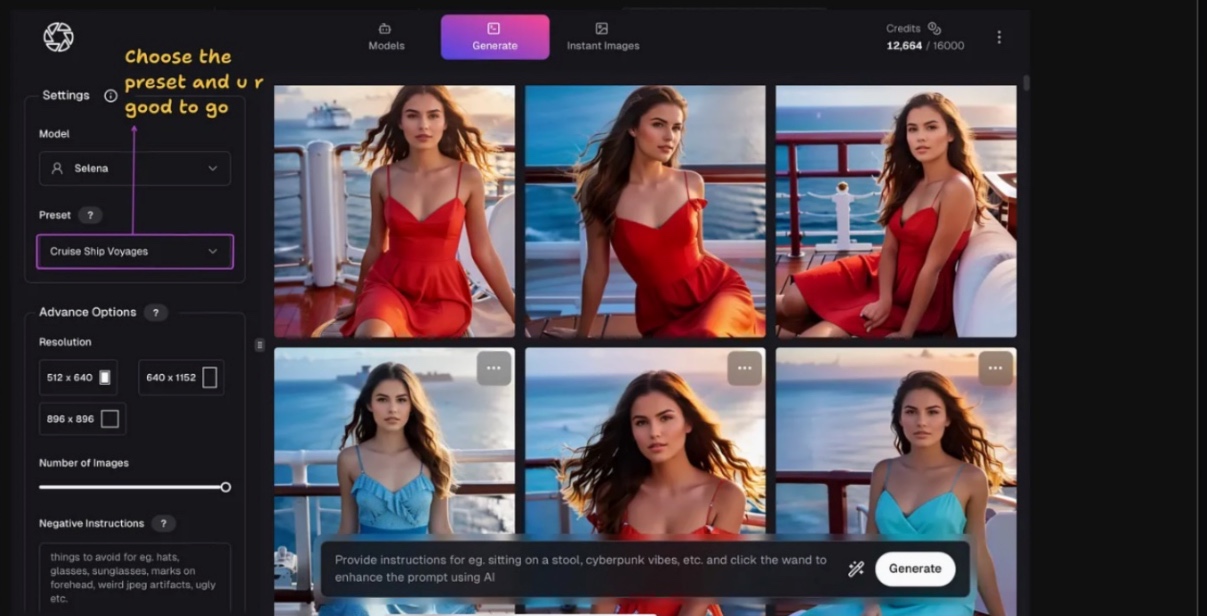 Models
Generate
Instant Images
Credits
12,664 / 16000
Choose the
preset and u r
good to go
Settings
Model
Selena
Preset ?
Cruise Ship Voyages
Advance Options ?
Resolution
512 x 640
640 x 1152
896 x 896
Number of Images
Negative Instructions ?
things to avoid for eg. hats,
glasses, sunglasses, marks on
forehead, weird jpeg artifacts, ugly
etc.
Provide instructions for eg. sitting on a stool, cyberpunk vibes, etc. and click the wand to
enhance the prompt using AI
Generate